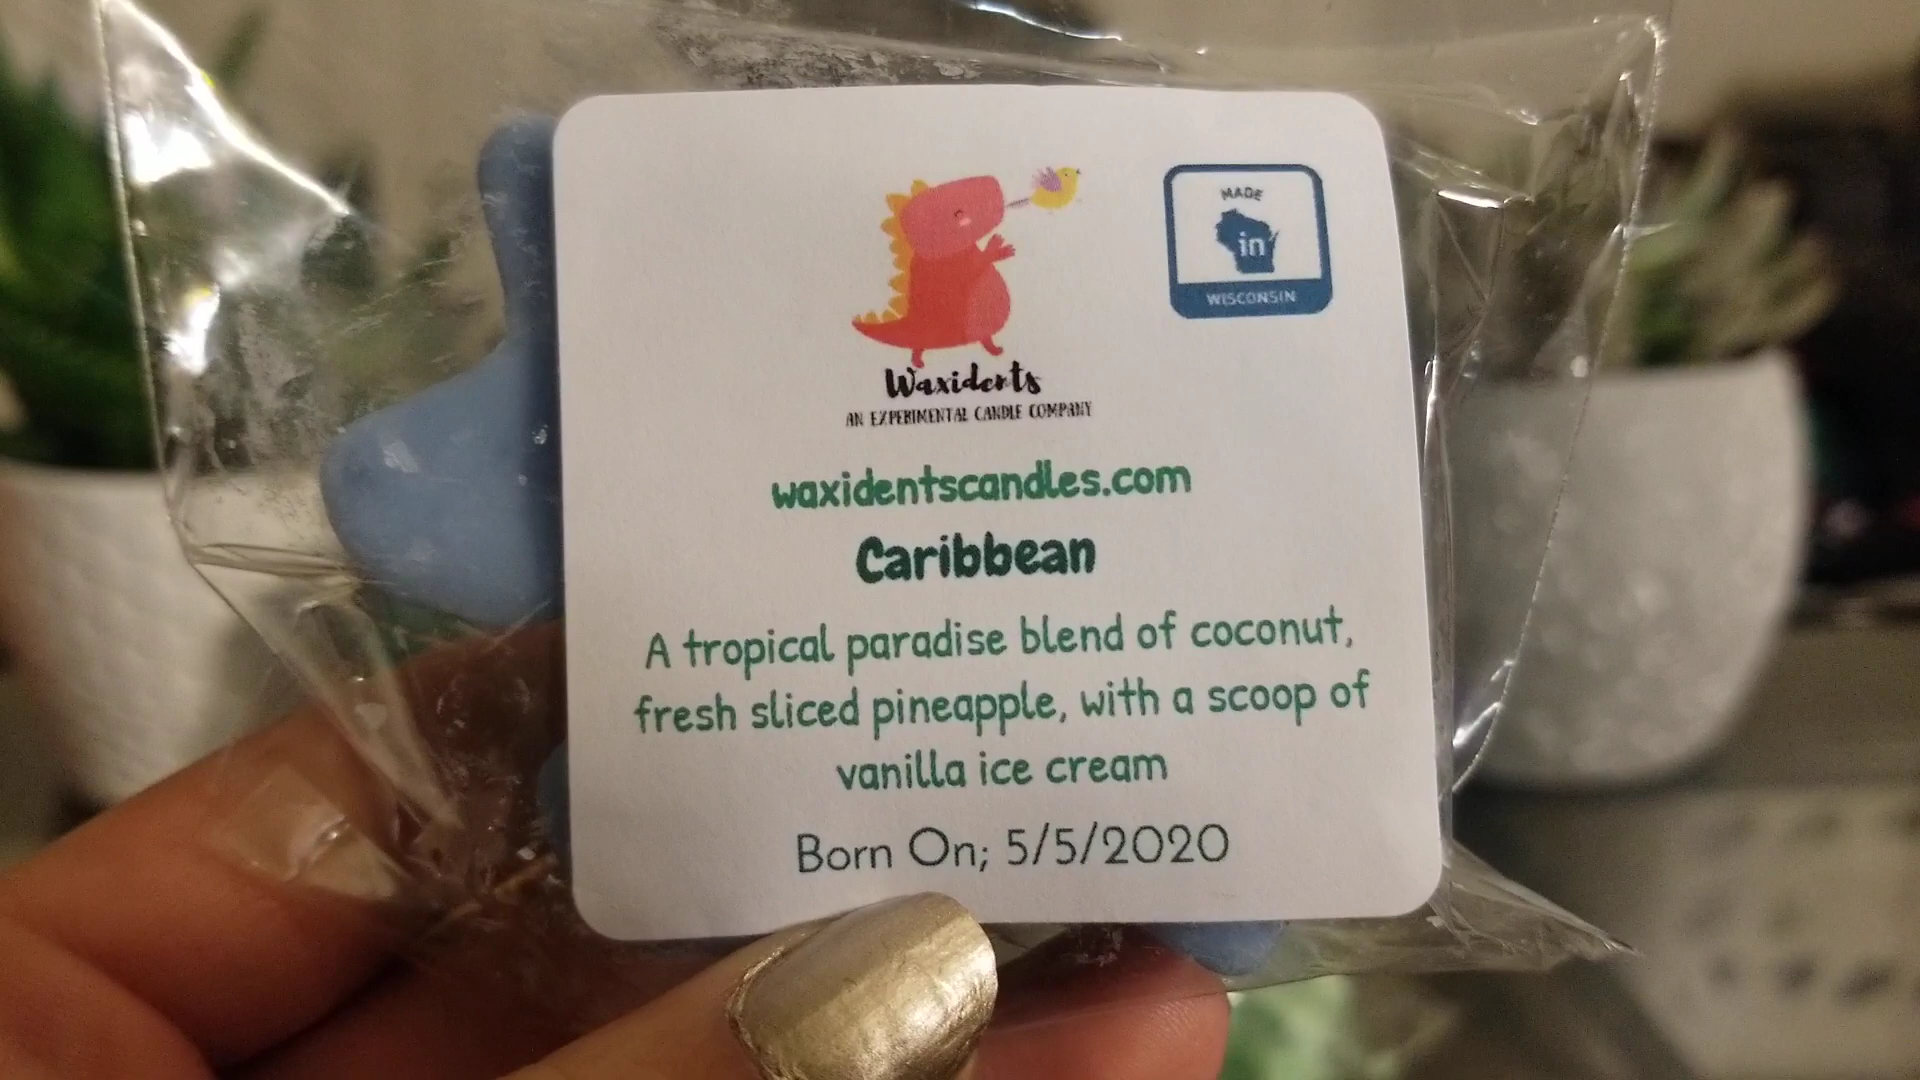 MADE
in
WISCONSIN
Waxidents
AN EXPERIMENTAL CANDLE COMPANY
waxidentscandles.com
Caribbean
A tropical paradise blend of coconut,
fresh sliced pineapple, with a scoop of
vanilla ice cream
Born On; 5/5/2020